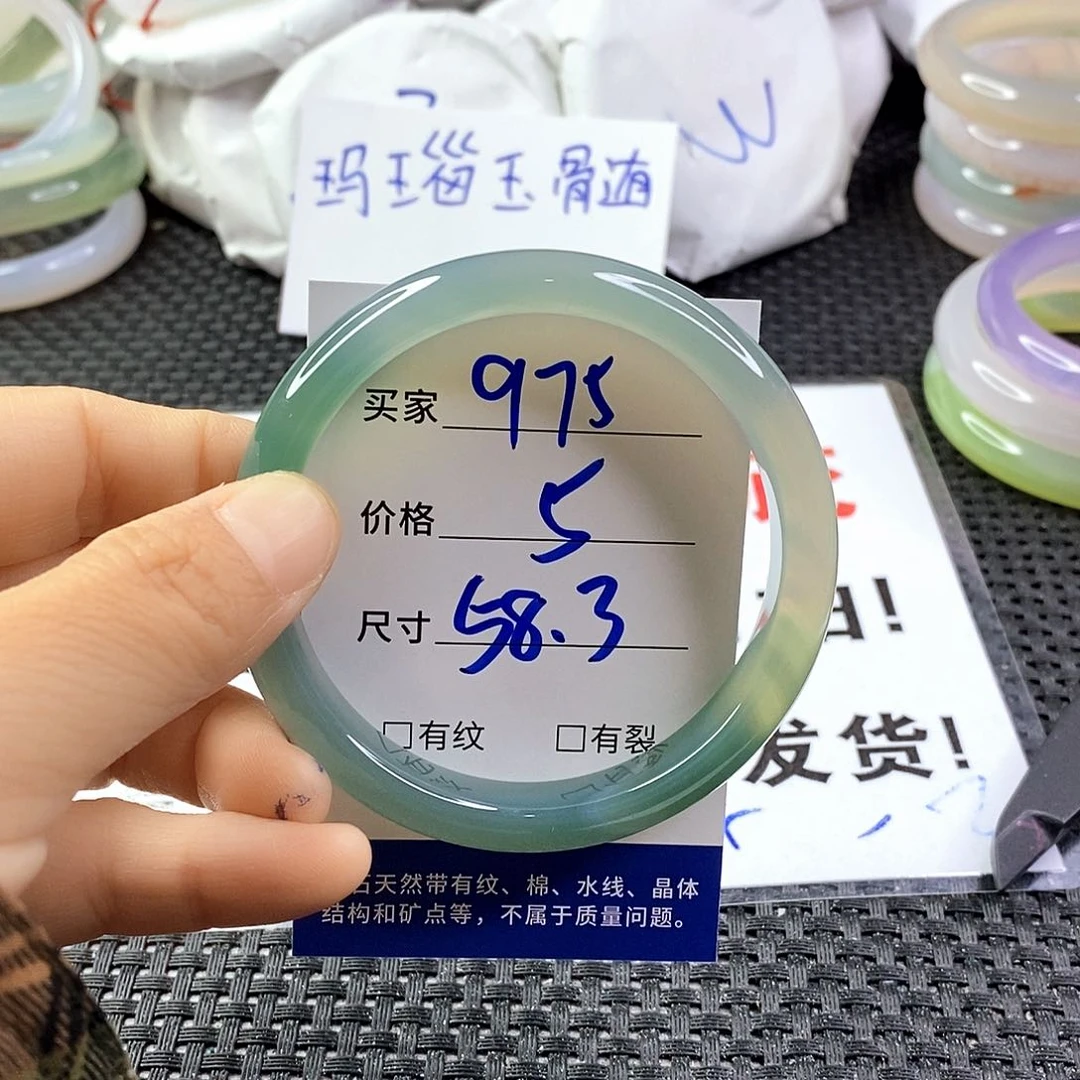 玛瑙玉骨髓
买家 975
价格 5
尺寸 58.3
□有纹 □有裂
石天然带有纹、棉、水线、晶体
结构和矿点等，不属于质量问题。
发货!